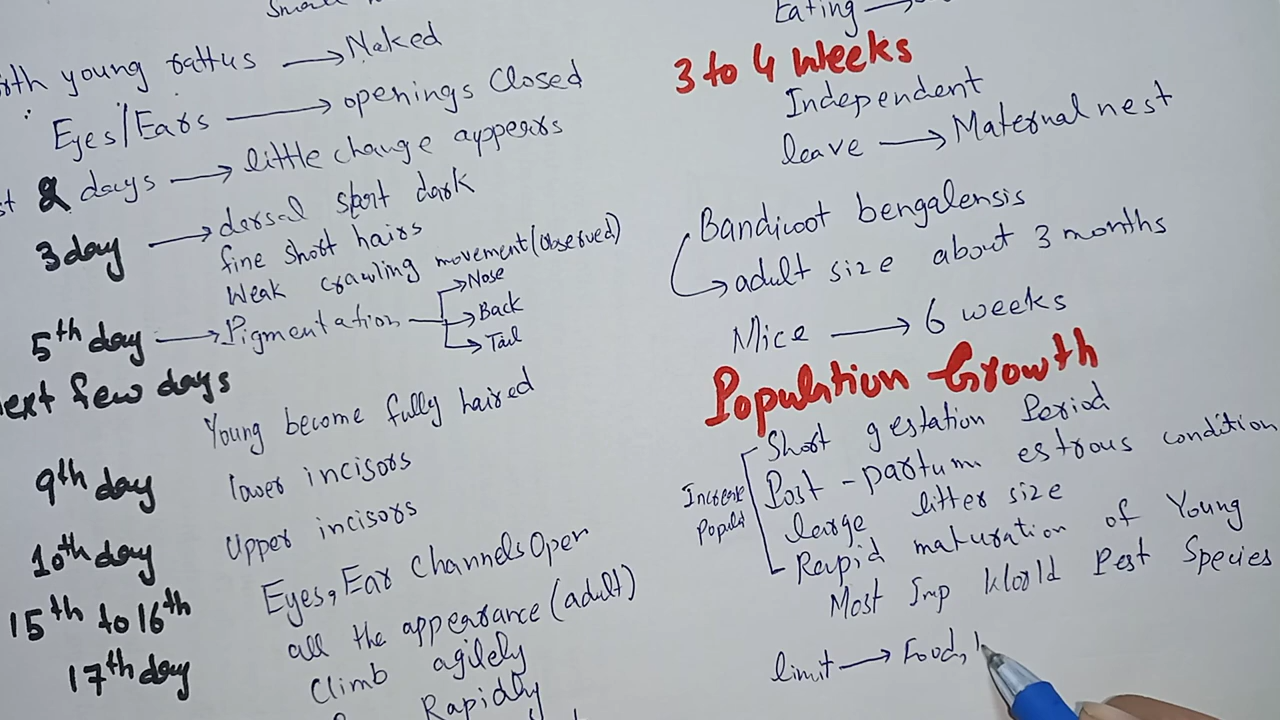 young rattus → Naked
Eyes/Ears → openings Closed
2 days → little change appears
3 day → dorsal start dark
fine short hairs
Weak crawling movement (observed)
5th day → Pigmentation → Nose
→ Back
→ Tail
few days
Young become fully haired
9th day lower incisors
10th day Upper incisors
15th to 16th Eyes, Ear Channels Open
17th day all the apperrance (adult)
Climb agilely
Rapidly
Eating →
3 to 4 Weeks
Independent
leave → Maternal nest
Bandicoot bengalensis
→ adult size about 3 months
Mice → 6 weeks
Population Growth
Short gestation Period
Post-partum estrous condition
Increase
Populi
large litter size
Rapid maturation of Young
Most Imp World Pest Species
limit → Food,